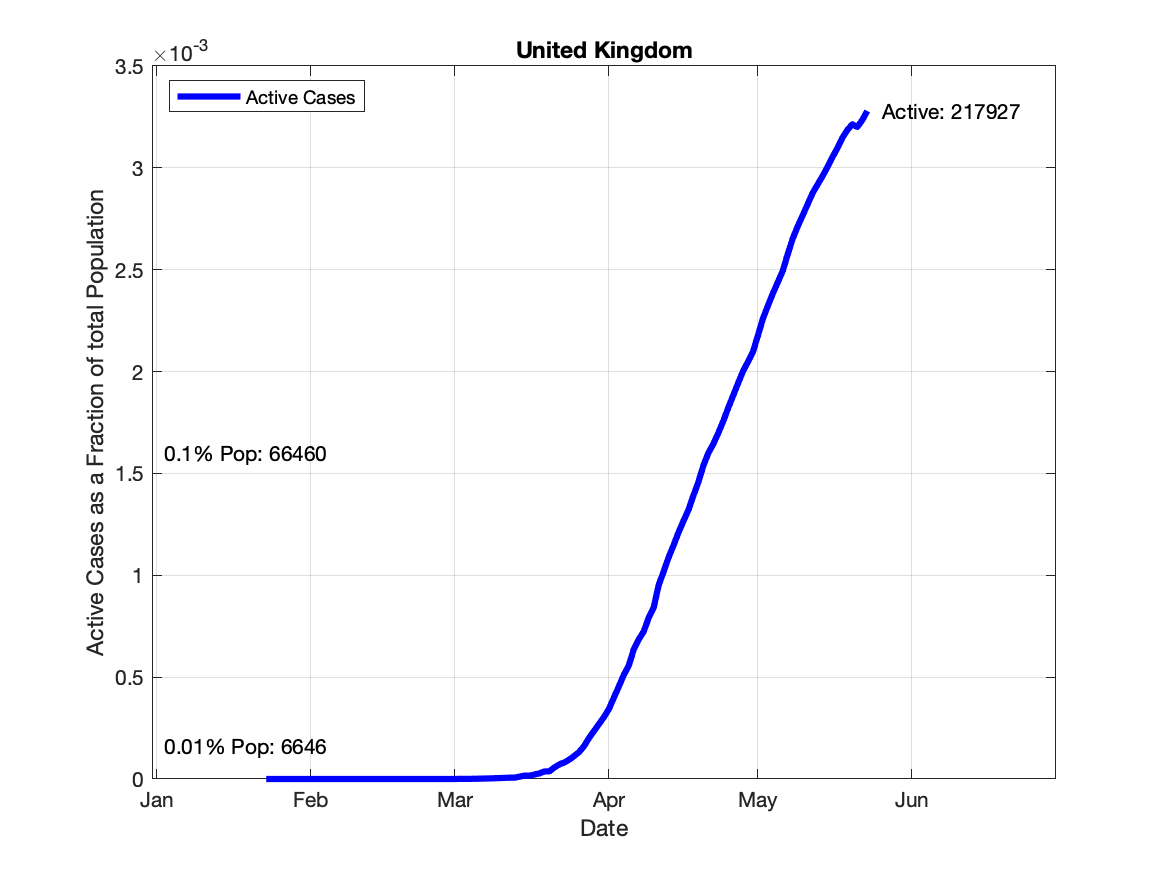 United Kingdom
×10-3
3.5
3
2.5
2
1.5
1
0.5
0
Active Cases as a Fraction of total Population
Active Cases
Active: 217927
0.1% Pop: 66460
0.01% Pop: 6646
Jan Feb Mar Apr May Jun
Date